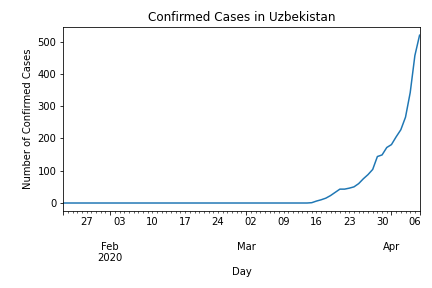 Confirmed Cases in Uzbekistan
Number of Confirmed Cases
500
400
300
200
100
0
27 03 10 17 24 02 09 16 23 30 06
Feb Mar Apr
2020
Day